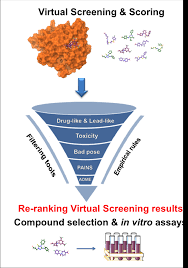 Virtual Screening & Scoring
Drug-like & Lead-like
Toxicity
Bad pose
PAINS
ADME
Filtering tools
Empirical rules
Re-ranking Virtual Screening results
Compound selection & in vitro assays